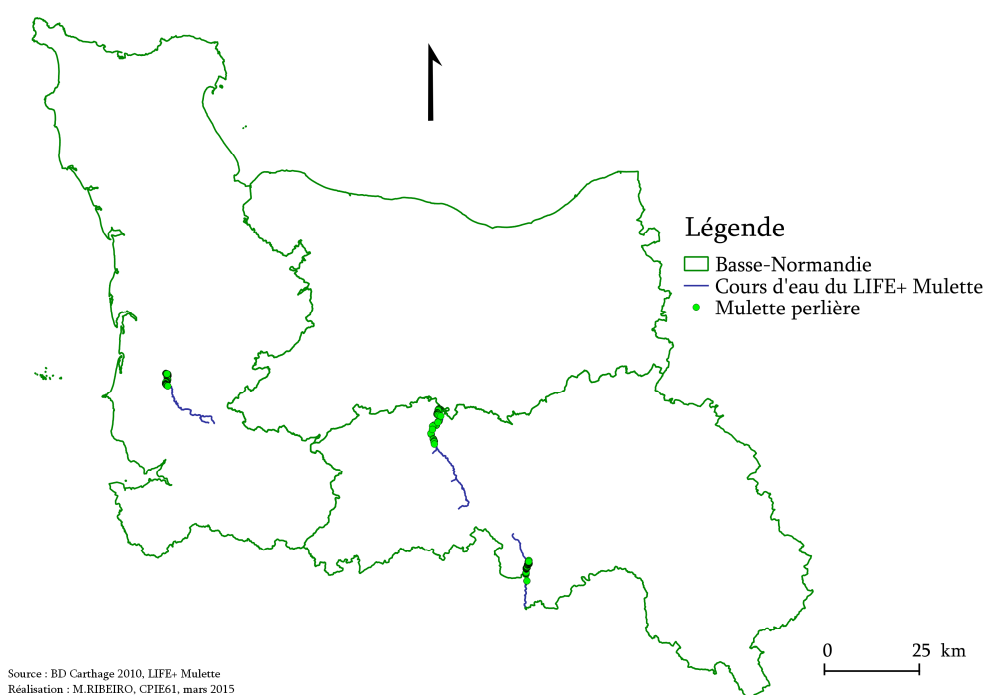 Légende
Basse-Normandie
Cours d'eau du LIFE+ Mulette
Mulette perlière
0 25 km
Source : BD Carthage 2010, LIFE+ Mulette
Réalisation : M.RIBEIRO, CPIE61, mars 2015